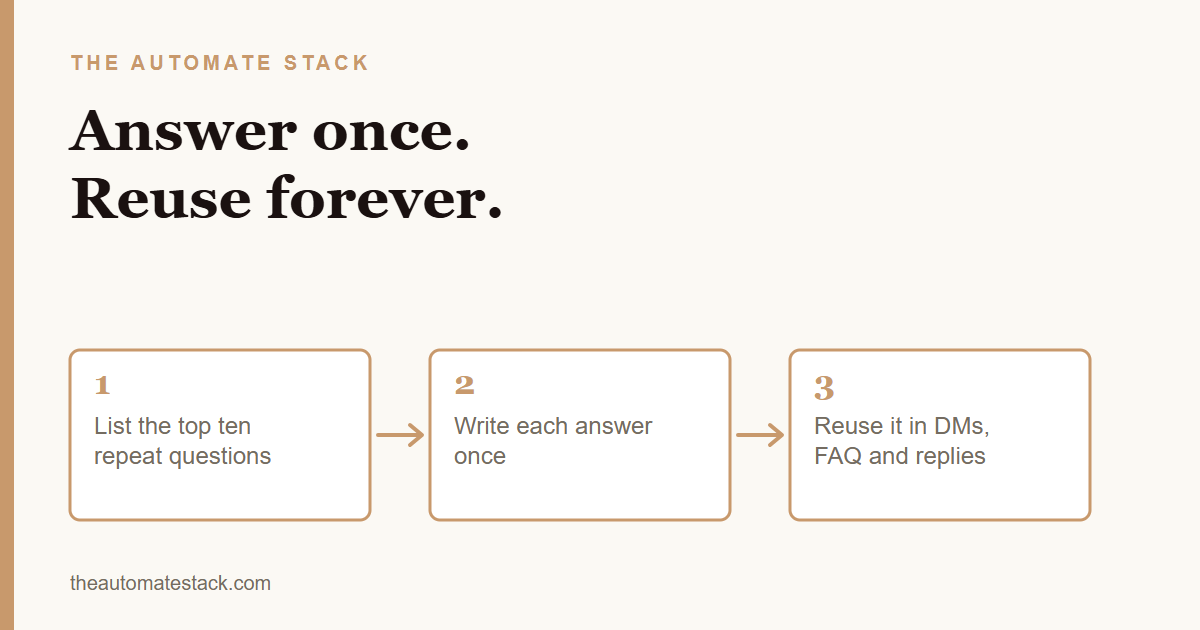 THE AUTOMATE STACK
Answer once.
Reuse forever.
1
List the top ten
repeat questions
2
Write each answer
once
3
Reuse it in DMs,
FAQ and replies
theautomatestack.com